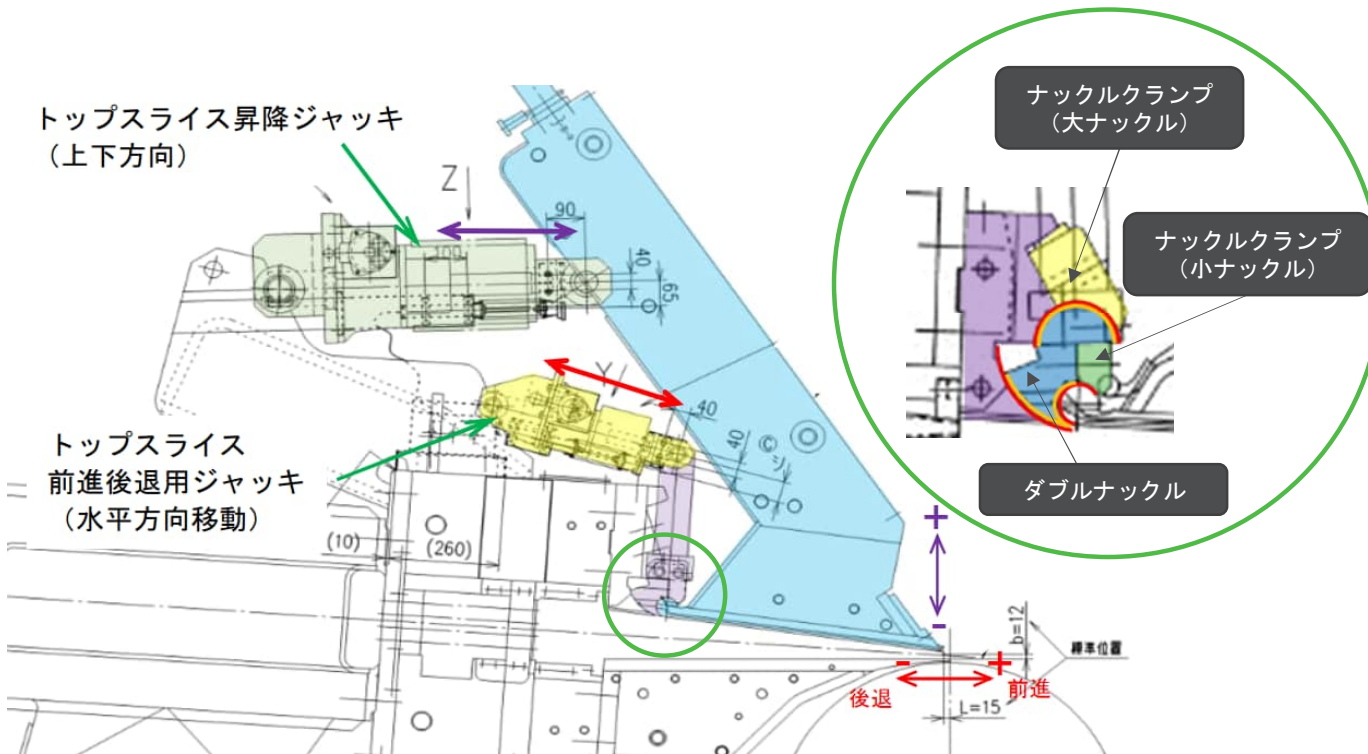 トップスライス昇降ジャッキ
（上下方向）
Z
90
100
40
65
Y
40
40
トップスライス
前進後退用ジャッキ
（水平方向移動）
(10)
(260)
ナックルクランプ
（大ナックル）
ナックルクランプ
（小ナックル）
ダブルナックル
+
-
b=12
標準位置
- +
後退
前進
L=15